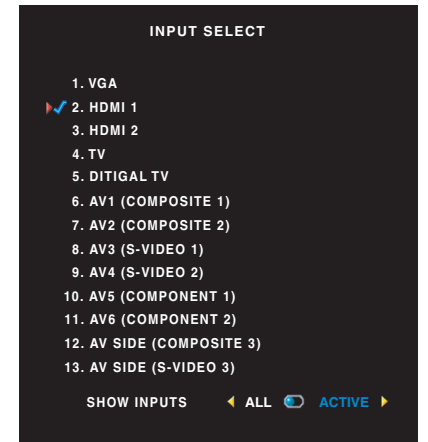 INPUT SELECT
1. VGA
2. HDMI 1
3. HDMI 2
4. TV
5. DITIGAL TV
6. AV1 (COMPOSITE 1)
7. AV2 (COMPOSITE 2)
8. AV3 (S-VIDEO 1)
9. AV4 (S-VIDEO 2)
10. AV5 (COMPONENT 1)
11. AV6 (COMPONENT 2)
12. AV SIDE (COMPOSITE 3)
13. AV SIDE (S-VIDEO 3)
SHOW INPUTS ALL ACTIVE